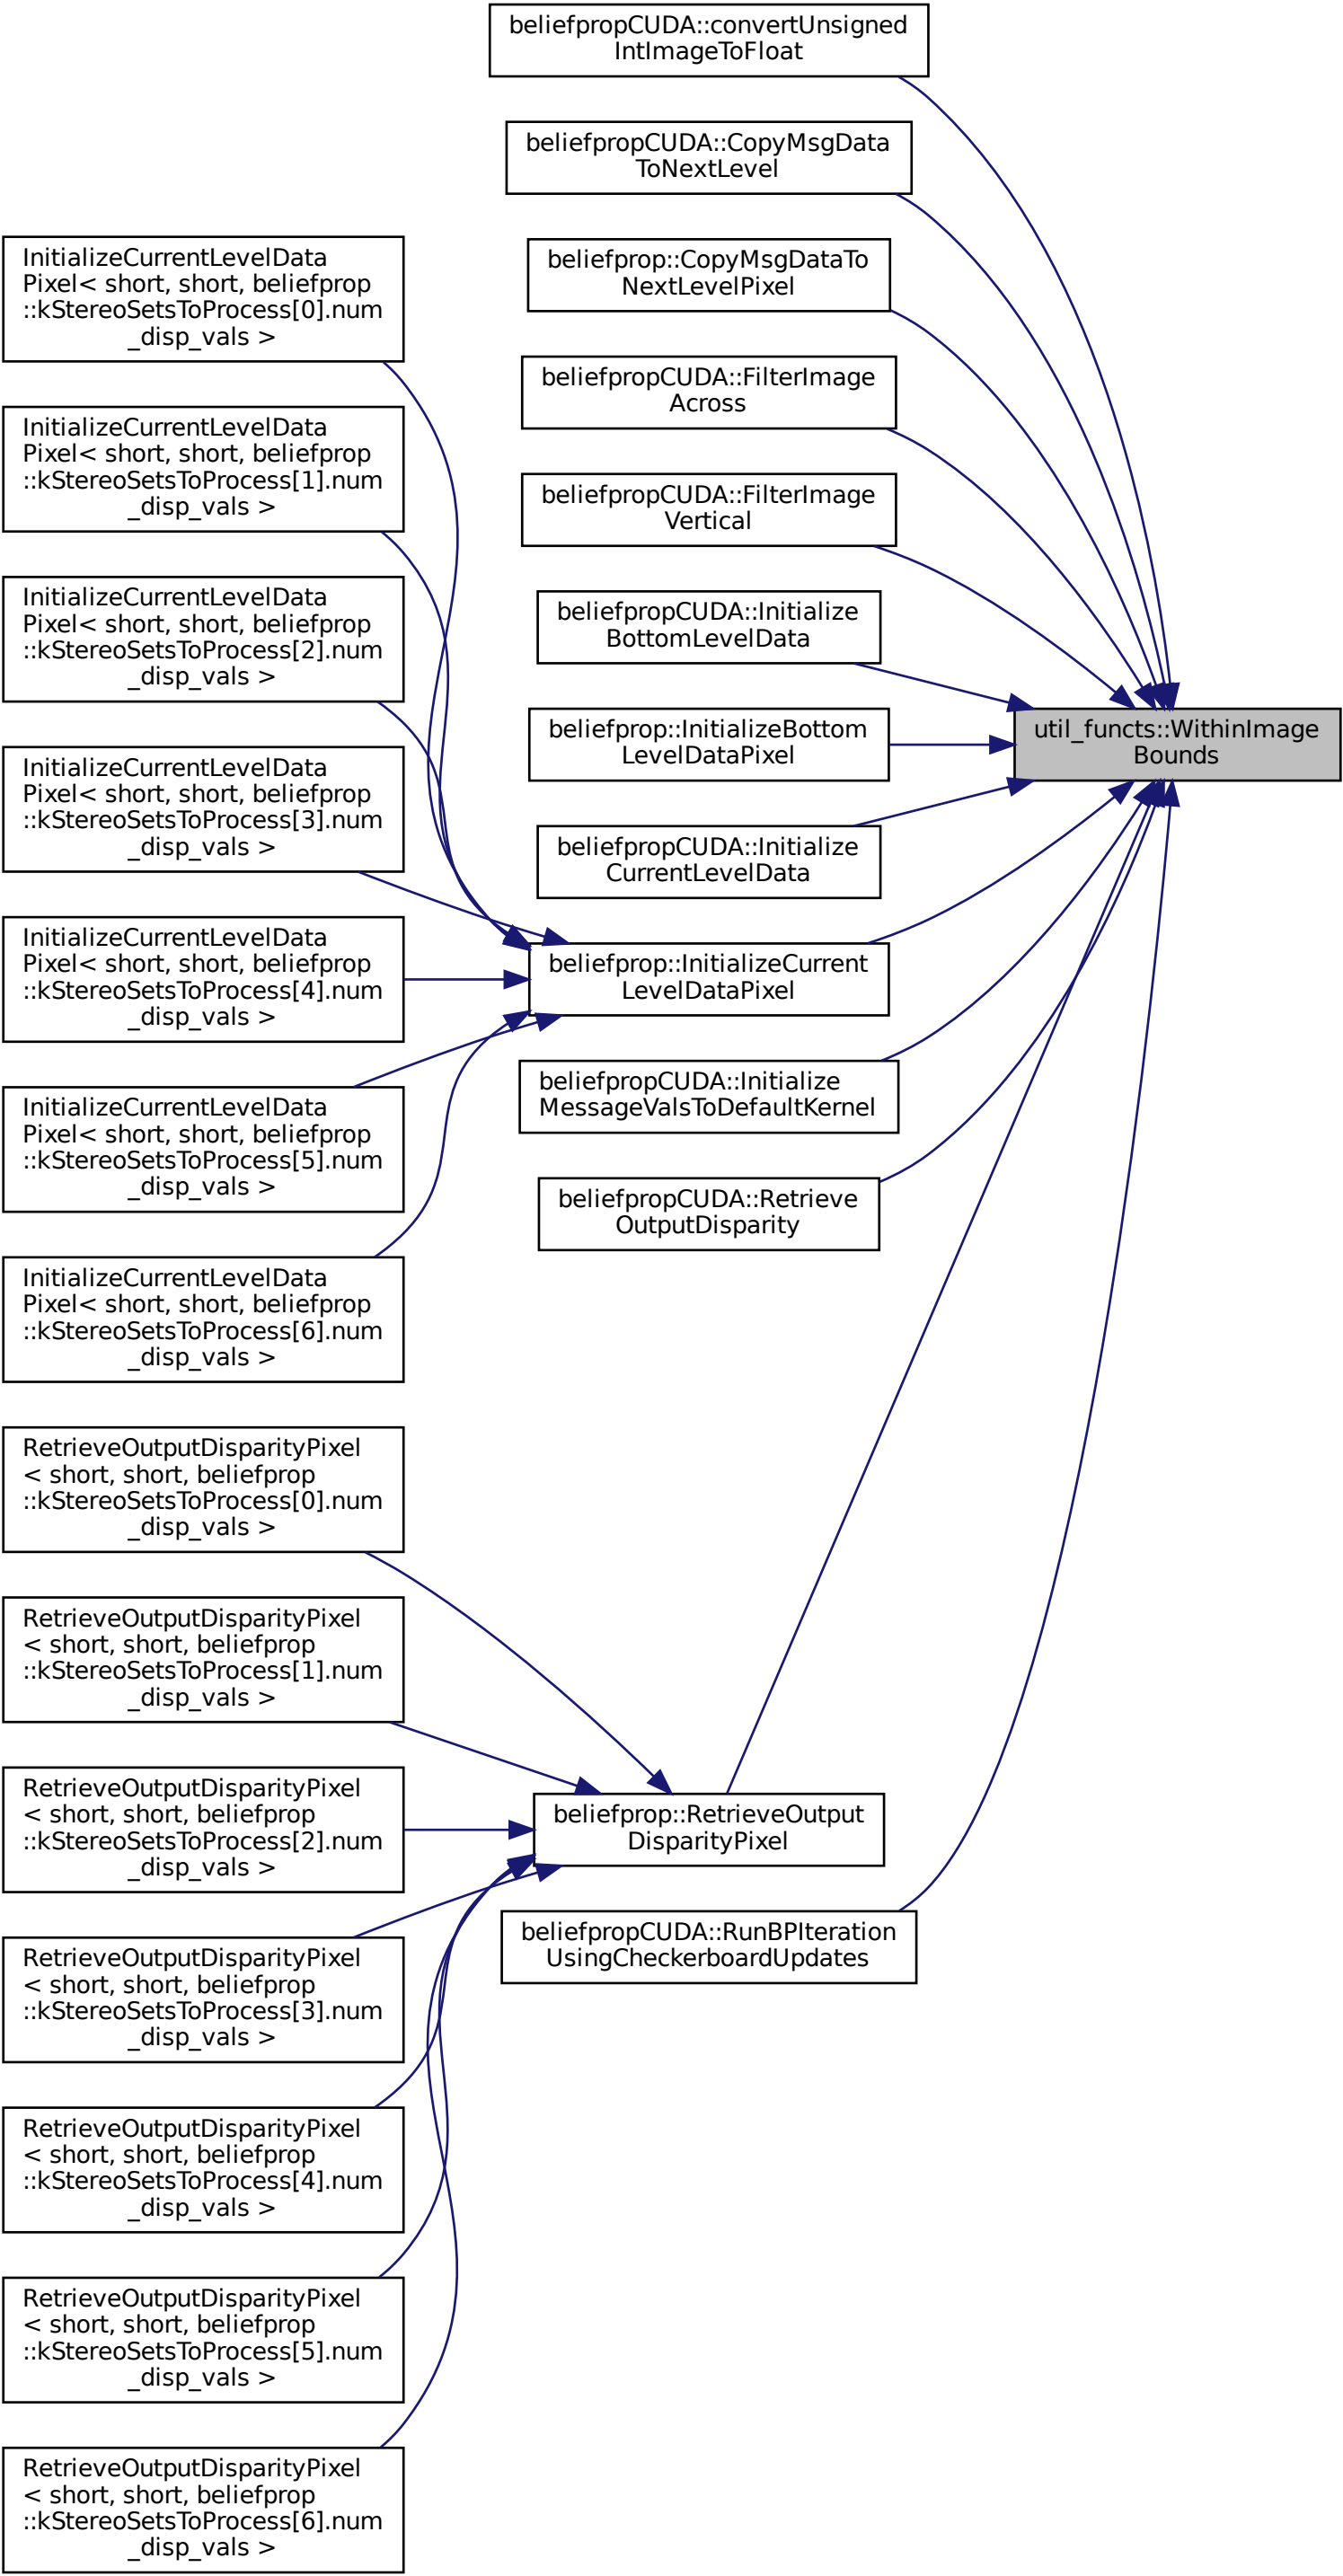 beliefpropCUDA::convertUnsigned
IntImageToFloat
beliefpropCUDA::CopyMsgData
ToNextLevel
beliefprop::CopyMsgDataTo
NextLevelPixel
beliefpropCUDA::FilterImage
Across
beliefpropCUDA::FilterImage
Vertical
beliefpropCUDA::Initialize
BottomLevelData
beliefprop::InitializeBottom
LevelDataPixel
beliefpropCUDA::Initialize
CurrentLevelData
beliefprop::InitializeCurrent
LevelDataPixel
beliefpropCUDA::Initialize
MessageValsToDefaultKernel
beliefpropCUDA::Retrieve
OutputDisparity
beliefprop::RetrieveOutput
DisparityPixel
beliefpropCUDA::RunBPIteration
UsingCheckerboardUpdates
util_functs::WithinImage
Bounds
InitializeCurrentLevelData
Pixel< short, short, beliefprop
::kStereoSetsToProcess[0].num
_disp_vals >
InitializeCurrentLevelData
Pixel< short, short, beliefprop
::kStereoSetsToProcess[1].num
_disp_vals >
InitializeCurrentLevelData
Pixel< short, short, beliefprop
::kStereoSetsToProcess[2].num
_disp_vals >
InitializeCurrentLevelData
Pixel< short, short, beliefprop
::kStereoSetsToProcess[3].num
_disp_vals >
InitializeCurrentLevelData
Pixel< short, short, beliefprop
::kStereoSetsToProcess[4].num
_disp_vals >
InitializeCurrentLevelData
Pixel< short, short, beliefprop
::kStereoSetsToProcess[5].num
_disp_vals >
InitializeCurrentLevelData
Pixel< short, short, beliefprop
::kStereoSetsToProcess[6].num
_disp_vals >
RetrieveOutputDisparityPixel
< short, short, beliefprop
::kStereoSetsToProcess[0].num
_disp_vals >
RetrieveOutputDisparityPixel
< short, short, beliefprop
::kStereoSetsToProcess[1].num
_disp_vals >
RetrieveOutputDisparityPixel
< short, short, beliefprop
::kStereoSetsToProcess[2].num
_disp_vals >
RetrieveOutputDisparityPixel
< short, short, beliefprop
::kStereoSetsToProcess[3].num
_disp_vals >
RetrieveOutputDisparityPixel
< short, short, beliefprop
::kStereoSetsToProcess[4].num
_disp_vals >
RetrieveOutputDisparityPixel
< short, short, beliefprop
::kStereoSetsToProcess[5].num
_disp_vals >
RetrieveOutputDisparityPixel
< short, short, beliefprop
::kStereoSetsToProcess[6].num
_disp_vals >